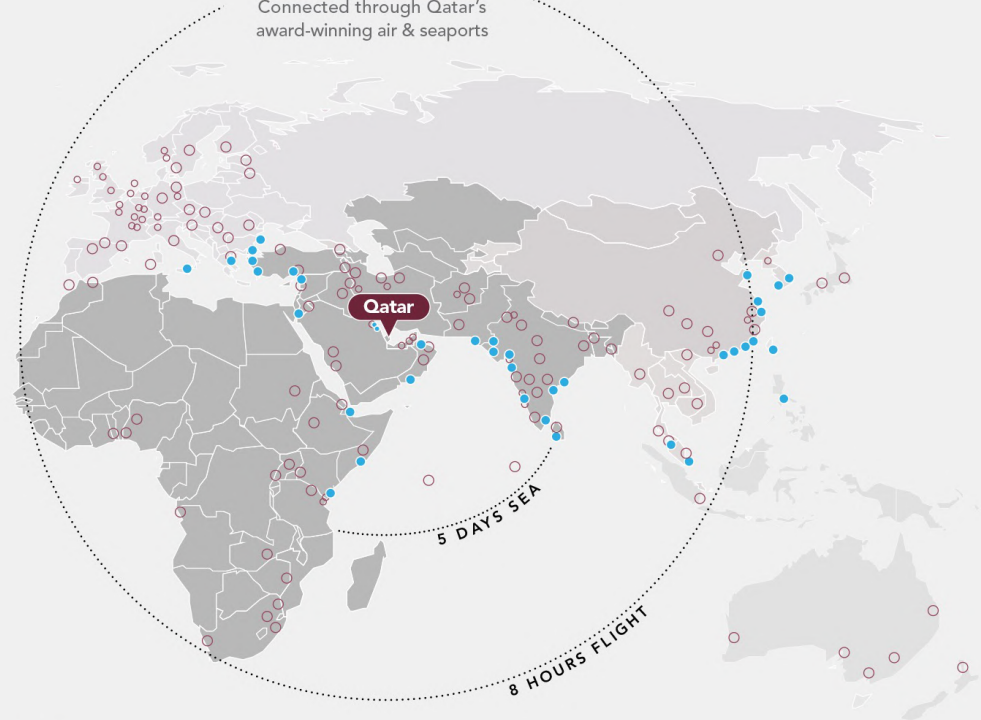 Connected through Qatar's
award-winning air & seaports
Qatar
5 DAYS SEA
8 HOURS FLIGHT